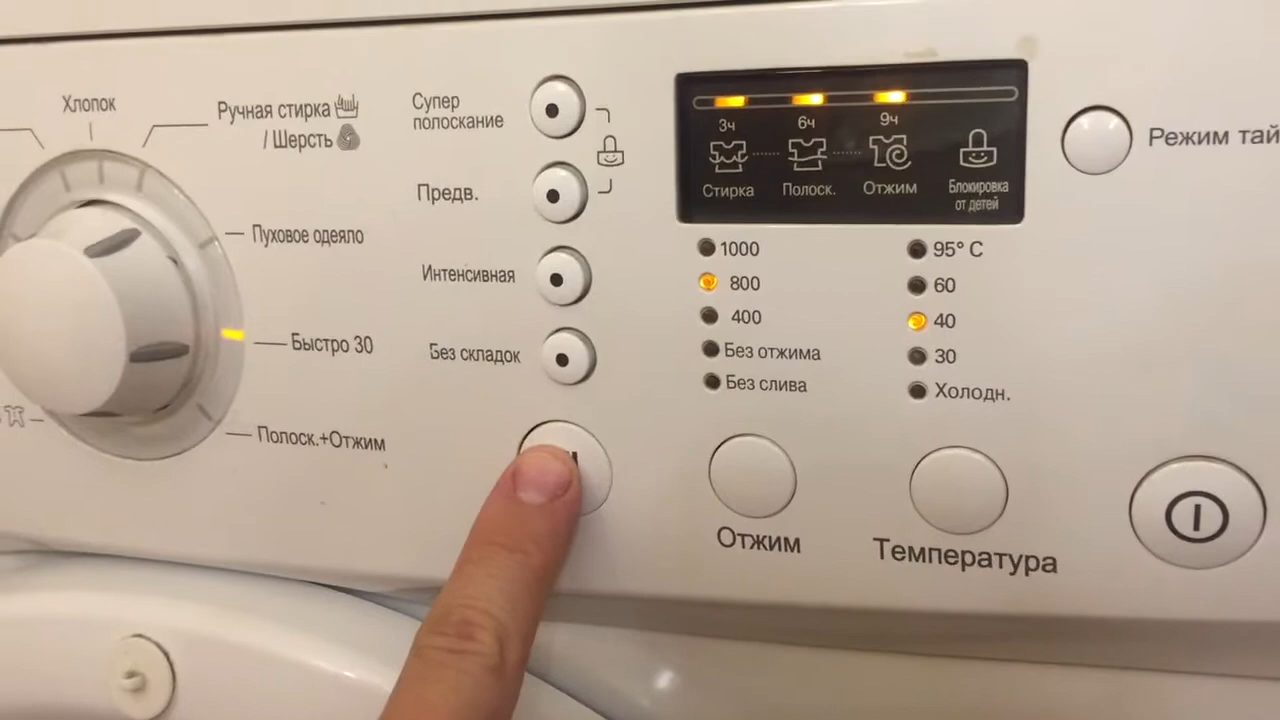 Хлопок
Ручная стирка
/ Шерсть
Пуховое одеяло
Быстро 30
Полоск.+Отжим
Супер
полоскание
Предв.
Интенсивная
Без складок
3ч
6ч
9ч
Стирка
Полоск.
Отжим
Блокировка
от детей
Режим тай
1000
800
400
Без отжима
Без слива
95° C
60
40
30
Холодн.
Отжим
Температура